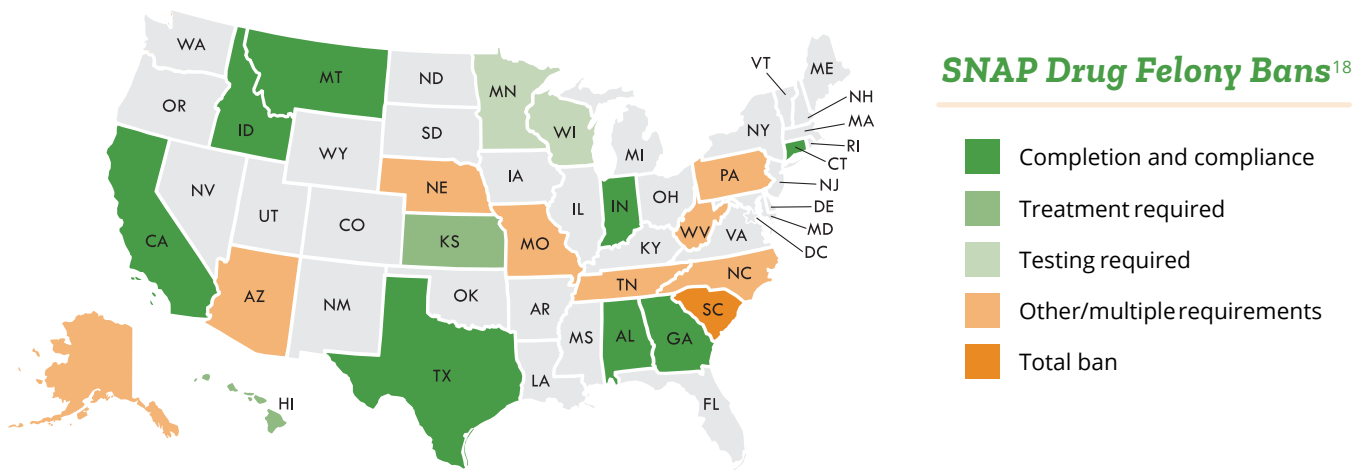 WA
MT
ND
MN
VT
ME
OR
ID
SD
WI
NH
MA
NY
RI
WY
MI
CT
IA
PA
NJ
NV
NE
OH
DE
UT
IL
IN
MD
CO
WV
VA
DC
CA
KS
MO
KY
NC
TN
AZ
NM
OK
AR
SC
MS
AL
GA
TX
LA
HI
FL
SNAP Drug Felony Bans18
Completion and compliance
Treatment required
Testing required
Other/multiple requirements
Total ban